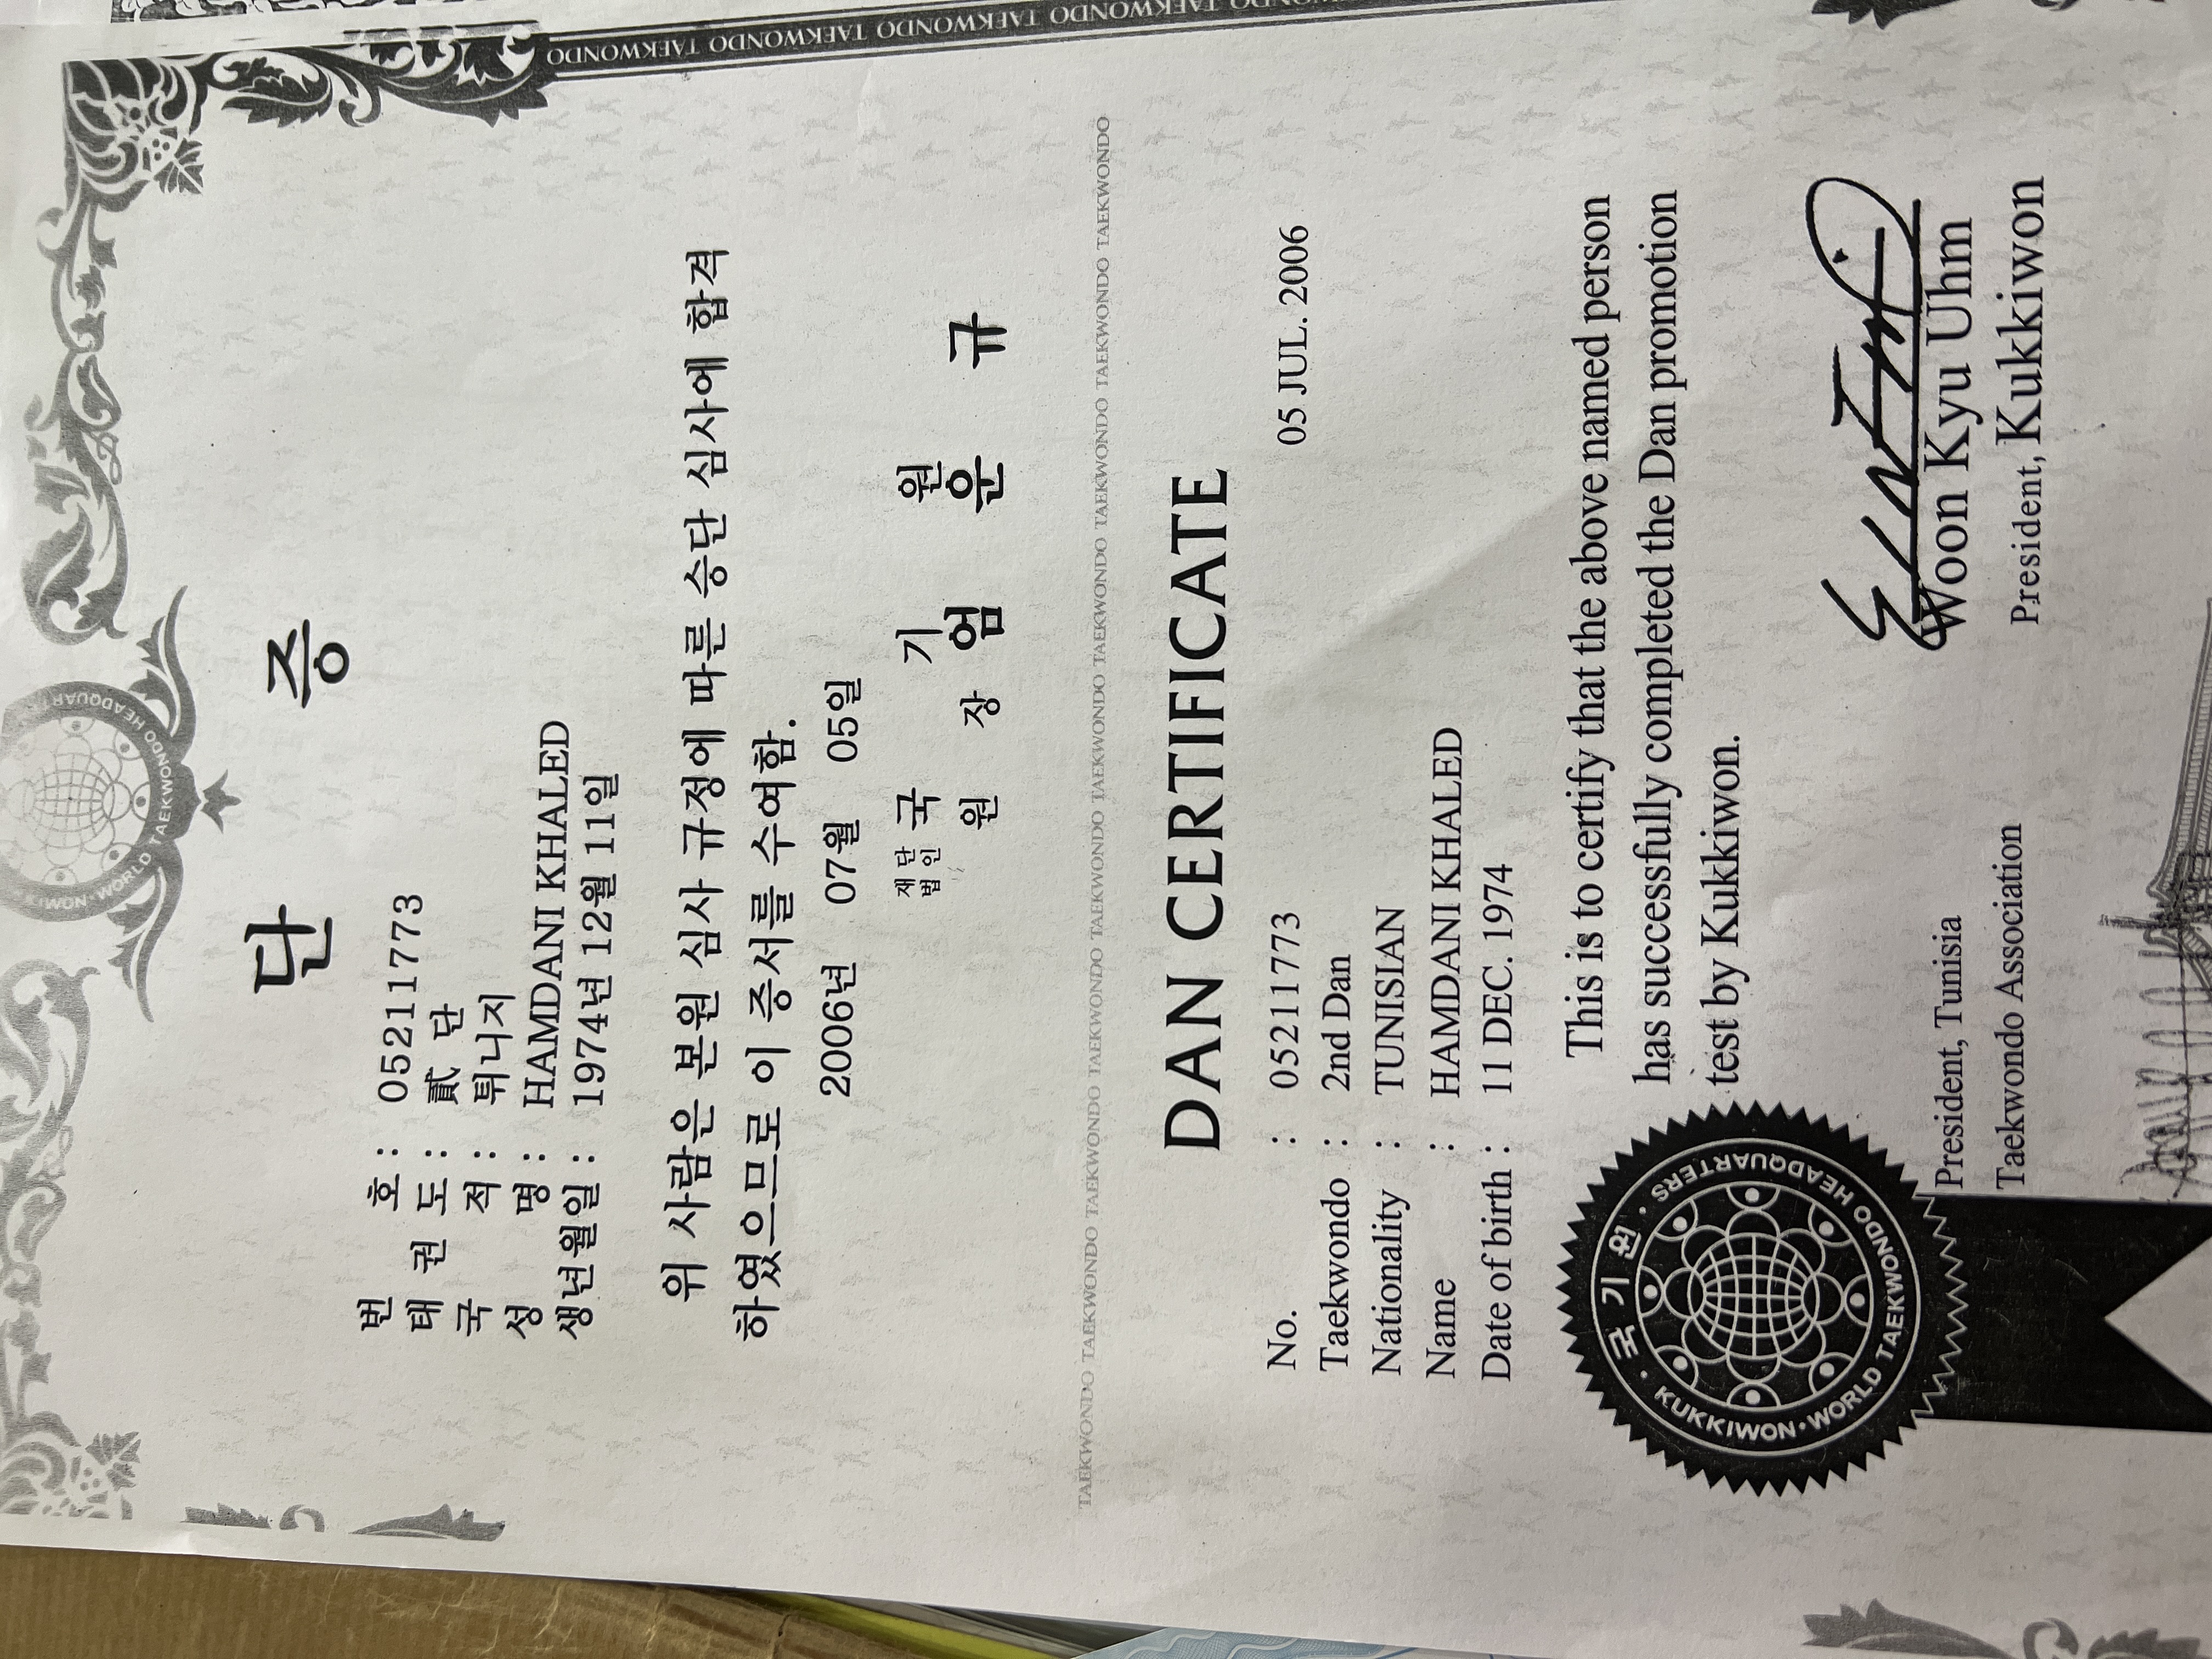 TAEKWONDO TAEKWONDO TAEKWONDO TAEKWONDO TAEKWONDO
KIWON · WORLD TAEKWONDO HEADQUAR
단 증
번 호 : 05211773
태 권 도 : 貳 단
국 적 : 튀니지
성 명 : HAMDANI KHALED
생년월일 : 1974년 12월 11일
위 사람은 본원 심사 규정에 따른 승단 심사에 합격
하였으므로 이 증서를 수여함.
2006년 07월 05일
재단법인 국 기 원
원 장 엄 운 규
TAEKWONDO TAEKWONDO TAEKWONDO TAEKWONDO TAEKWONDO TAEKWONDO TAEKWONDO TAEKWONDO TAEKWONDO TAEKWONDO
DAN CERTIFICATE
No. : 05211773 05 JUL. 2006
Taekwondo : 2nd Dan
Nationality : TUNISIAN
Name : HAMDANI KHALED
Date of birth : 11 DEC. 1974
This is to certify that the above named person
has successfully completed the Dan promotion
test by Kukkiwon.
· 국 기 원 ·
KUKKIWON · WORLD TAEKWONDO HEADQUARTERS
President, Tunisia
Taekwondo Association
Woon Kyu Uhm
President, Kukkiwon